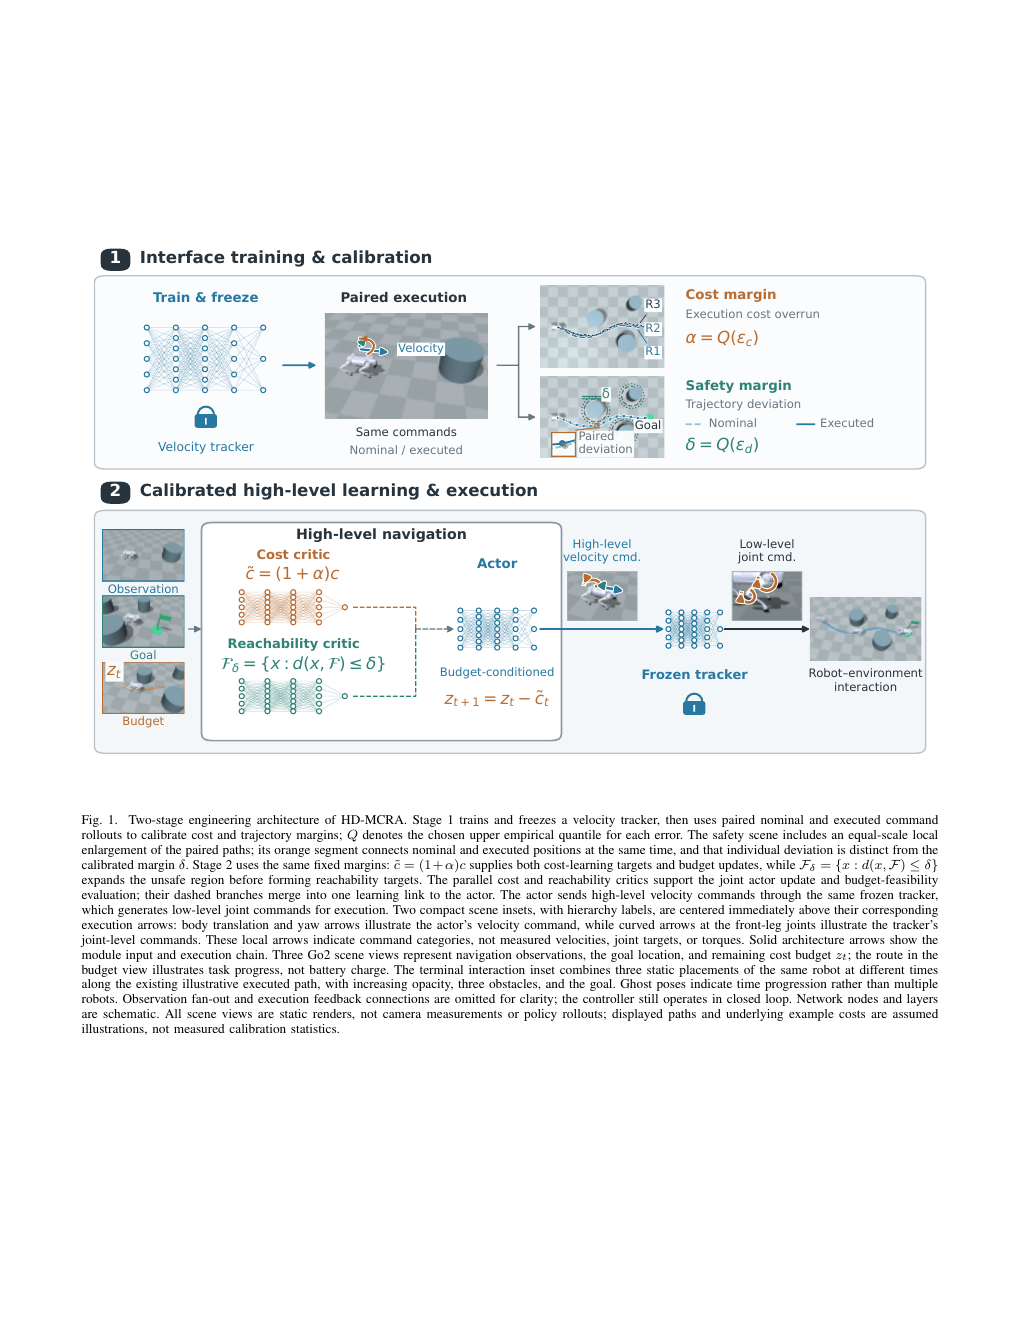 1 Interface training & calibration
Train & freeze
Velocity tracker
Paired execution
Velocity
Same commands
Nominal / executed
R3
R2
R1
δ
Goal
Paired
deviation
Cost margin
Execution cost overrun
α = Q(ε_c)
Safety margin
Trajectory deviation
Nominal Executed
δ = Q(ε_d)
2 Calibrated high-level learning & execution
Observation
Goal
z_t
Budget
High-level navigation
Cost critic
c̃ = (1 + α)c
Reachability critic
ℱ_δ = {x : d(x, ℱ) ≤ δ}
Actor
Budget-conditioned
z_{t+1} = z_t − c̃_t
High-level
velocity cmd.
Frozen tracker
Low-level
joint cmd.
Robot–environment
interaction
Fig. 1. Two-stage engineering architecture of HD-MCRA. Stage 1 trains and freezes a velocity tracker, then uses paired nominal and executed command
rollouts to calibrate cost and trajectory margins; Q denotes the chosen upper empirical quantile for each error. The safety scene includes an equal-scale local
enlargement of the paired paths; its orange segment connects nominal and executed positions at the same time, and that individual deviation is distinct from the
calibrated margin δ. Stage 2 uses the same fixed margins: c̃ = (1+α)c supplies both cost-learning targets and budget updates, while ℱ_δ = {x : d(x, ℱ) ≤ δ}
expands the unsafe region before forming reachability targets. The parallel cost and reachability critics support the joint actor update and budget-feasibility
evaluation; their dashed branches merge into one learning link to the actor. The actor sends high-level velocity commands through the same frozen tracker,
which generates low-level joint commands for execution. Two compact scene insets, with hierarchy labels, are centered immediately above their corresponding
execution arrows: body translation and yaw arrows illustrate the actor's velocity command, while curved arrows at the front-leg joints illustrate the tracker's
joint-level commands. These local arrows indicate command categories, not measured velocities, joint targets, or torques. Solid architecture arrows show the
module input and execution chain. Three Go2 scene views represent navigation observations, the goal location, and remaining cost budget z_t; the route in the
budget view illustrates task progress, not battery charge. The terminal interaction inset combines three static placements of the same robot at different times
along the existing illustrative executed path, with increasing opacity, three obstacles, and the goal. Ghost poses indicate time progression rather than multiple
robots. Observation fan-out and execution feedback connections are omitted for clarity; the controller still operates in closed loop. Network nodes and layers
are schematic. All scene views are static renders, not camera measurements or policy rollouts; displayed paths and underlying example costs are assumed
illustrations, not measured calibration statistics.